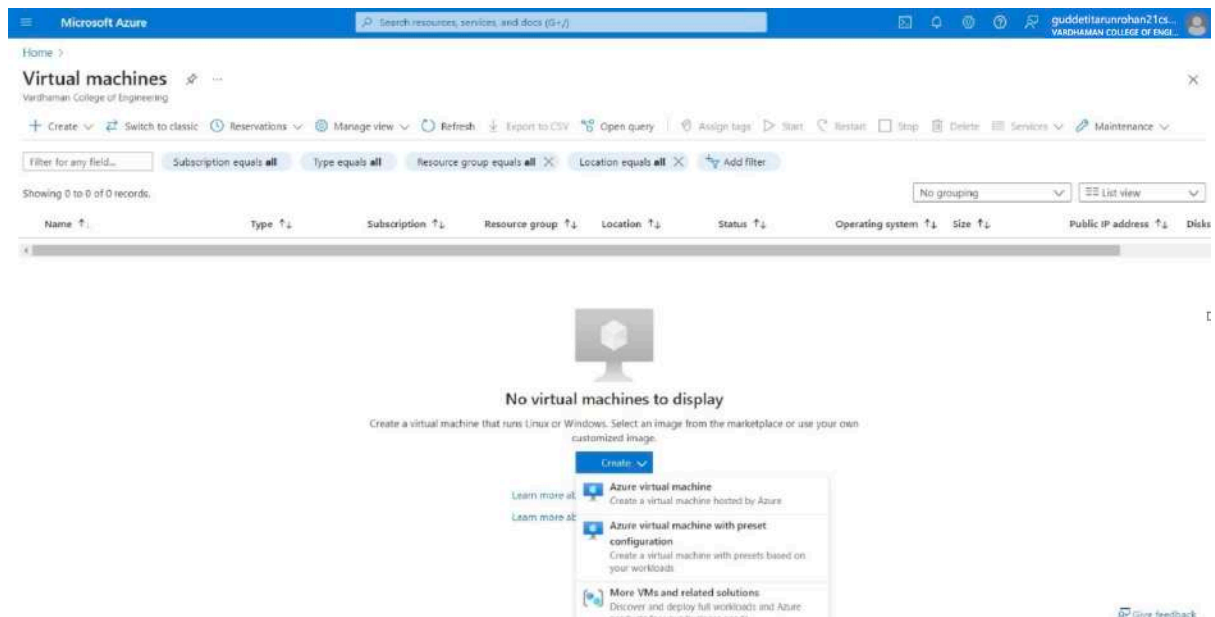 Microsoft Azure
Search resources, services, and docs (G+/)
guddetitarunrohan21cs...
VARDHAMAN COLLEGE OF ENGI...
Home >
Virtual machines ...
Vardhaman College of Engineering
+ Create Switch to classic Reservations Manage view Refresh Export to CSV Open query Assign tags Start Restart Stop Delete Services Maintenance
Filter for any field... Subscription equals all Type equals all Resource group equals all Location equals all Add filter
Showing 0 to 0 of 0 records. No grouping List view
Name Type Subscription Resource group Location Status Operating system Size Public IP address Disks
No virtual machines to display
Create a virtual machine that runs Linux or Windows. Select an image from the marketplace or use your own
customized image.
Create
Azure virtual machine
Learn more ab
Create a virtual machine hosted by Azure
Learn more ab
Azure virtual machine with preset
configuration
Create a virtual machine with presets based on
your workloads
More VMs and related solutions
Discover and deploy full workloads and Azure
Give feedback